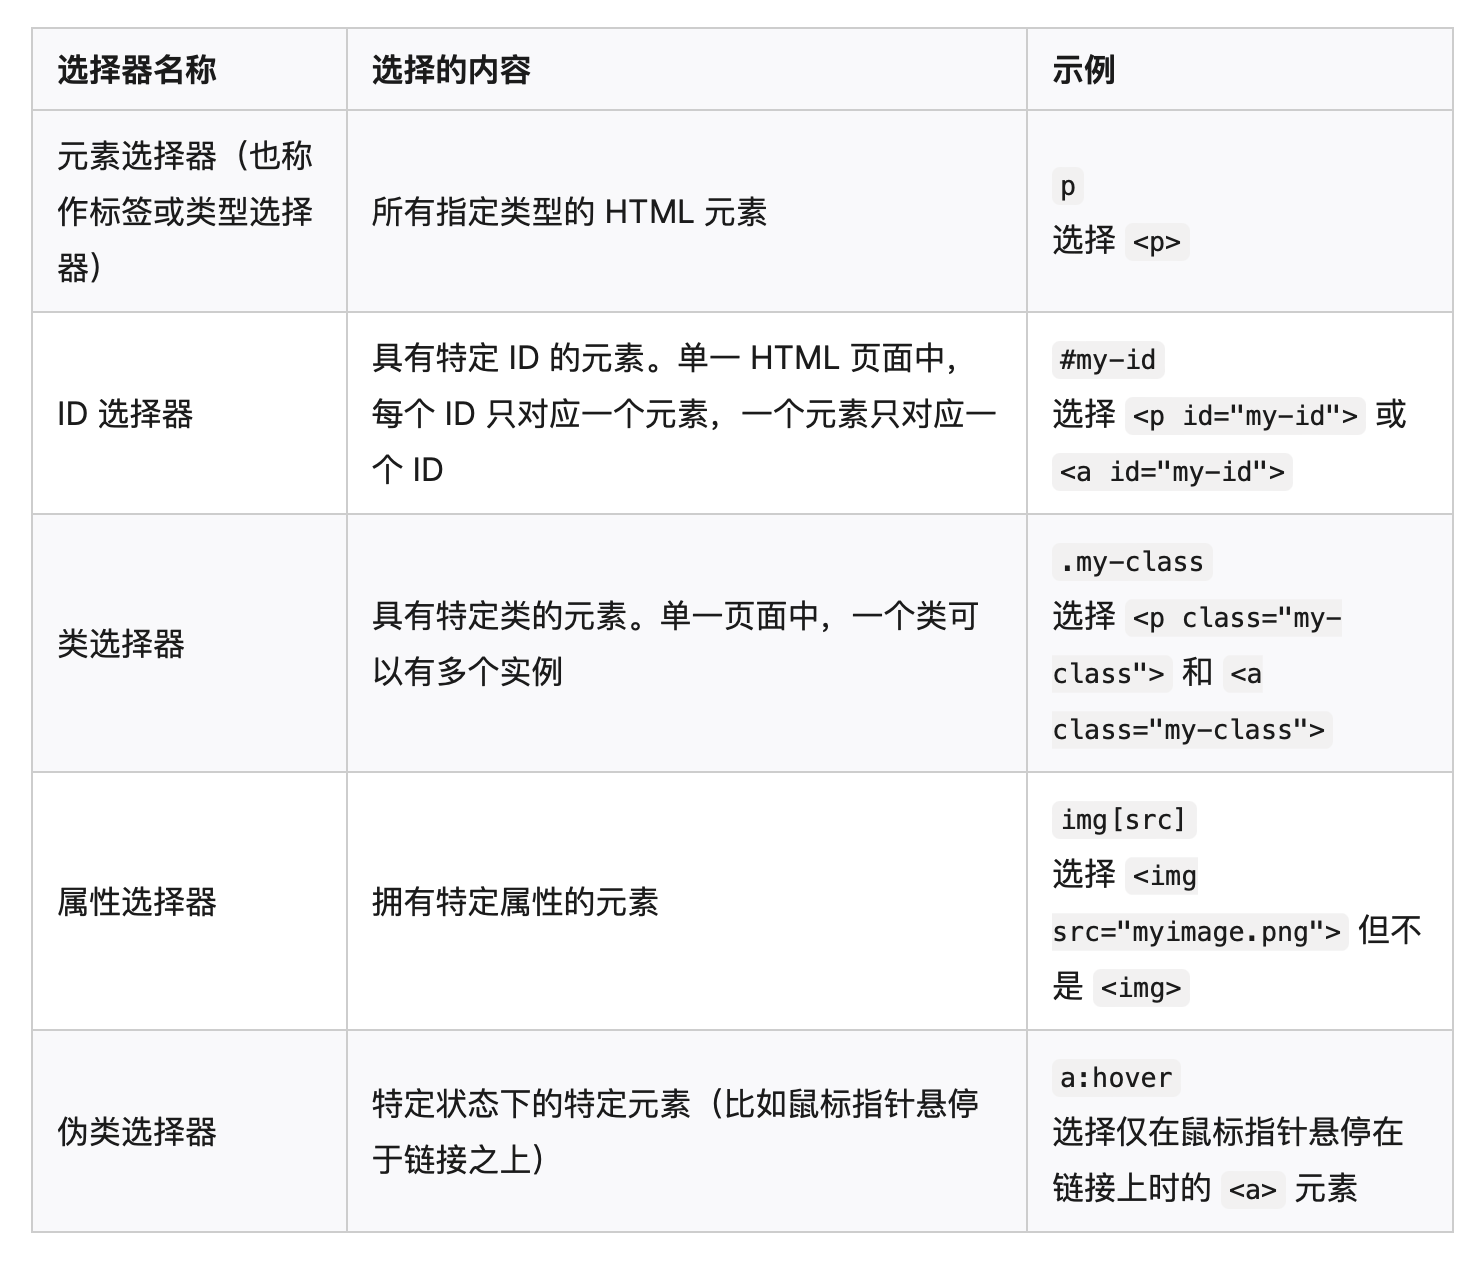 选择器名称
选择的内容
示例
元素选择器（也称
作标签或类型选择
器）
所有指定类型的 HTML 元素
p
选择 <p>
ID 选择器
具有特定 ID 的元素。单一 HTML 页面中，
每个 ID 只对应一个元素，一个元素只对应一
个 ID
#my-id
选择 <p id="my-id"> 或
<a id="my-id">
类选择器
具有特定类的元素。单一页面中，一个类可
以有多个实例
.my-class
选择 <p class="my-
class"> 和 <a
class="my-class">
属性选择器
拥有特定属性的元素
img[src]
选择 <img
src="myimage.png"> 但不
是 <img>
伪类选择器
特定状态下的特定元素（比如鼠标指针悬停
于链接之上）
a:hover
选择仅在鼠标指针悬停在
链接上时的 <a> 元素